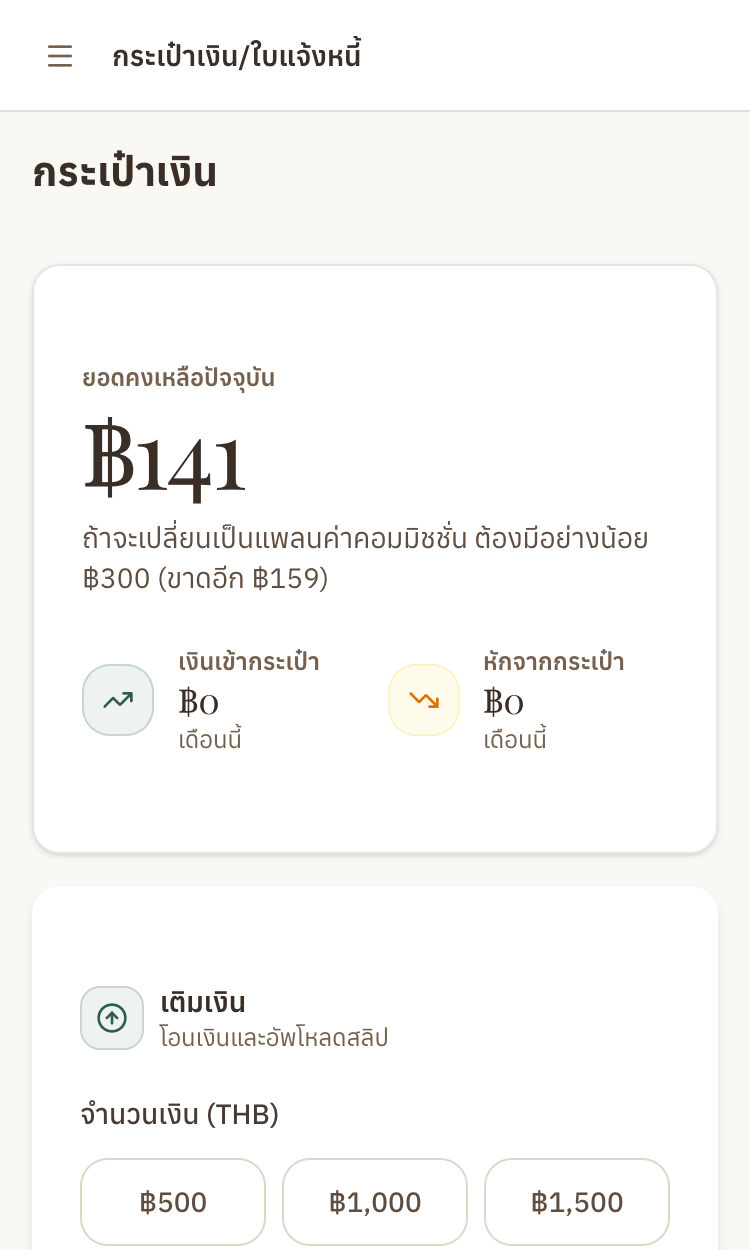 กระเป๋าเงิน/ใบแจ้งหนี้
กระเป๋าเงิน
ยอดคงเหลือปัจจุบัน
฿141
ถ้าจะเปลี่ยนเป็นแพลนค่าคอมมิชชั่น ต้องมีอย่างน้อย
฿300 (ขาดอีก ฿159)
เงินเข้ากระเป๋า
฿0
เดือนนี้
หักจากกระเป๋า
฿0
เดือนนี้
เติมเงิน
โอนเงินและอัพโหลดสลิป
จำนวนเงิน (THB)
฿500 ฿1,000 ฿1,500